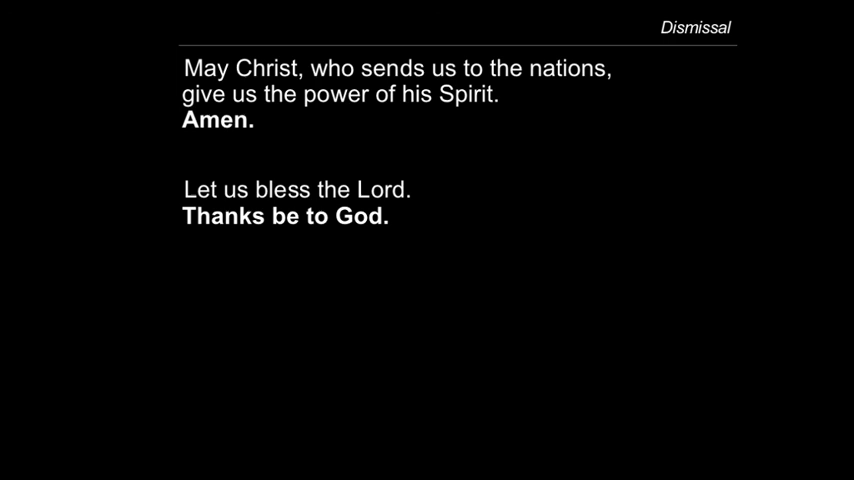 Dismissal
May Christ, who sends us to the nations,
give us the power of his Spirit.
Amen.
Let us bless the Lord.
Thanks be to God.